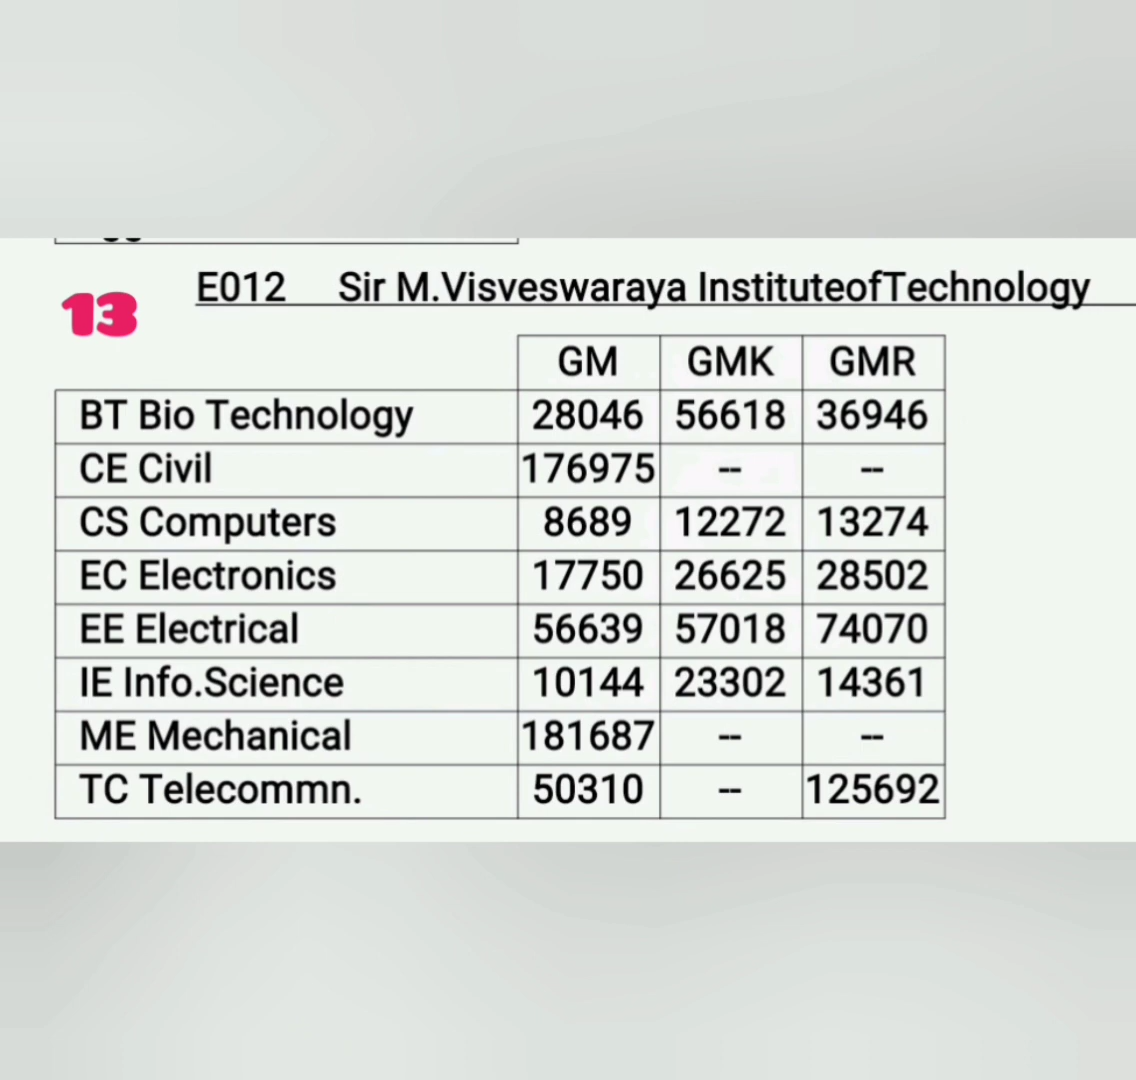 E012 Sir M.Visveswaraya InstituteofTechnology
13
GM GMK GMR
BT Bio Technology 28046 56618 36946
CE Civil 176975 -- --
CS Computers 8689 12272 13274
EC Electronics 17750 26625 28502
EE Electrical 56639 57018 74070
IE Info.Science 10144 23302 14361
ME Mechanical 181687 -- --
TC Telecommn. 50310 -- 125692